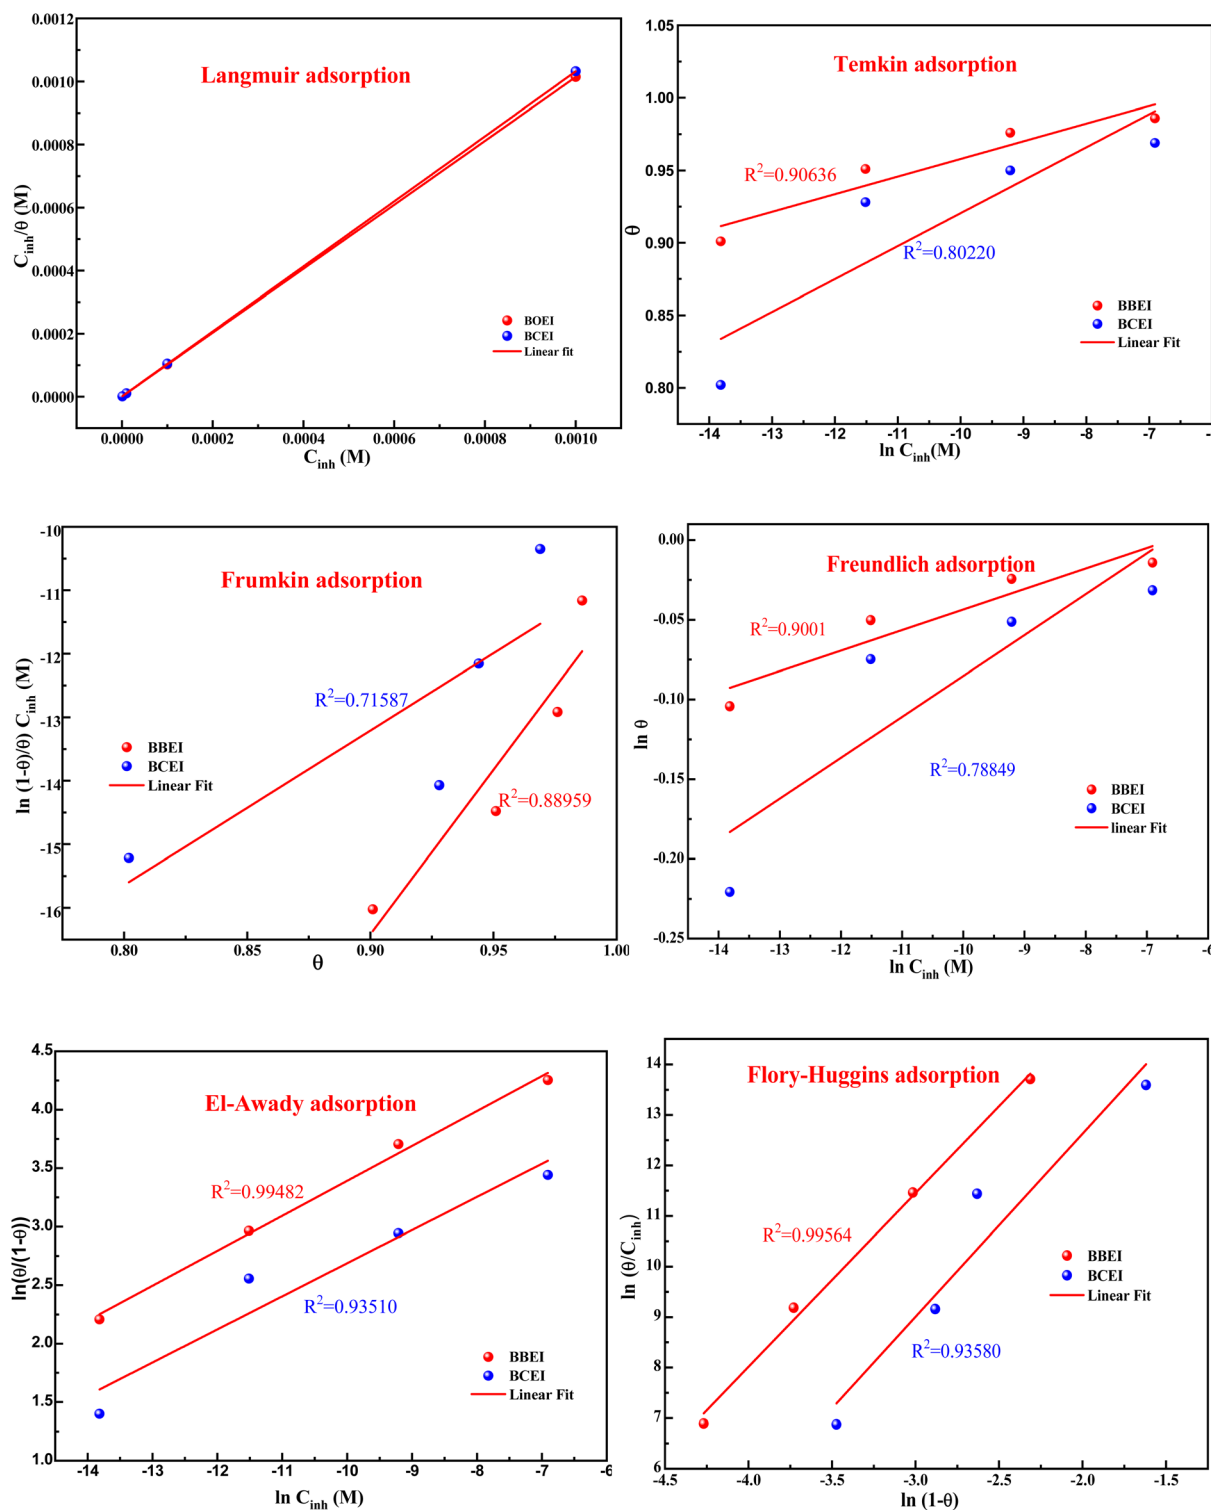 Langmuir adsorption
C_inh/θ (M)
0.0012
0.0010
0.0008
0.0006
0.0004
0.0002
0.0000
BOEI
BCEI
Linear fit
0.0000 0.0002 0.0004 0.0006 0.0008 0.0010
C_inh (M)
Temkin adsorption
θ
1.05
1.00
0.95
0.90
0.85
0.80
R²=0.90636
R²=0.80220
BBEI
BCEI
Linear Fit
-14 -13 -12 -11 -10 -9 -8 -7 -6
ln C_inh(M)
Frumkin adsorption
ln (1-θ)/θ) C_inh (M)
-10
-11
-12
-13
-14
-15
-16
R²=0.71587
BBEI
BCEI
Linear Fit
R²=0.88959
0.80 0.85 0.90 0.95 1.00
θ
Freundlich adsorption
ln θ
0.00
-0.05
-0.10
-0.15
-0.20
-0.25
R²=0.9001
R²=0.78849
BBEI
BCEI
linear Fit
-14 -13 -12 -11 -10 -9 -8 -7 -6
ln C_inh (M)
El-Awady adsorption
ln(θ/(1-θ))
4.5
4.0
3.5
3.0
2.5
2.0
1.5
1.0
R²=0.99482
R²=0.93510
BBEI
BCEI
Linear Fit
-14 -13 -12 -11 -10 -9 -8 -7 -6
ln C_inh (M)
Flory-Huggins adsorption
ln (θ/C_inh)
14
13
12
11
10
9
8
7
6
R²=0.99564
BBEI
BCEI
Linear Fit
R²=0.93580
-4.5 -4.0 -3.5 -3.0 -2.5 -2.0 -1.5
ln (1-θ)